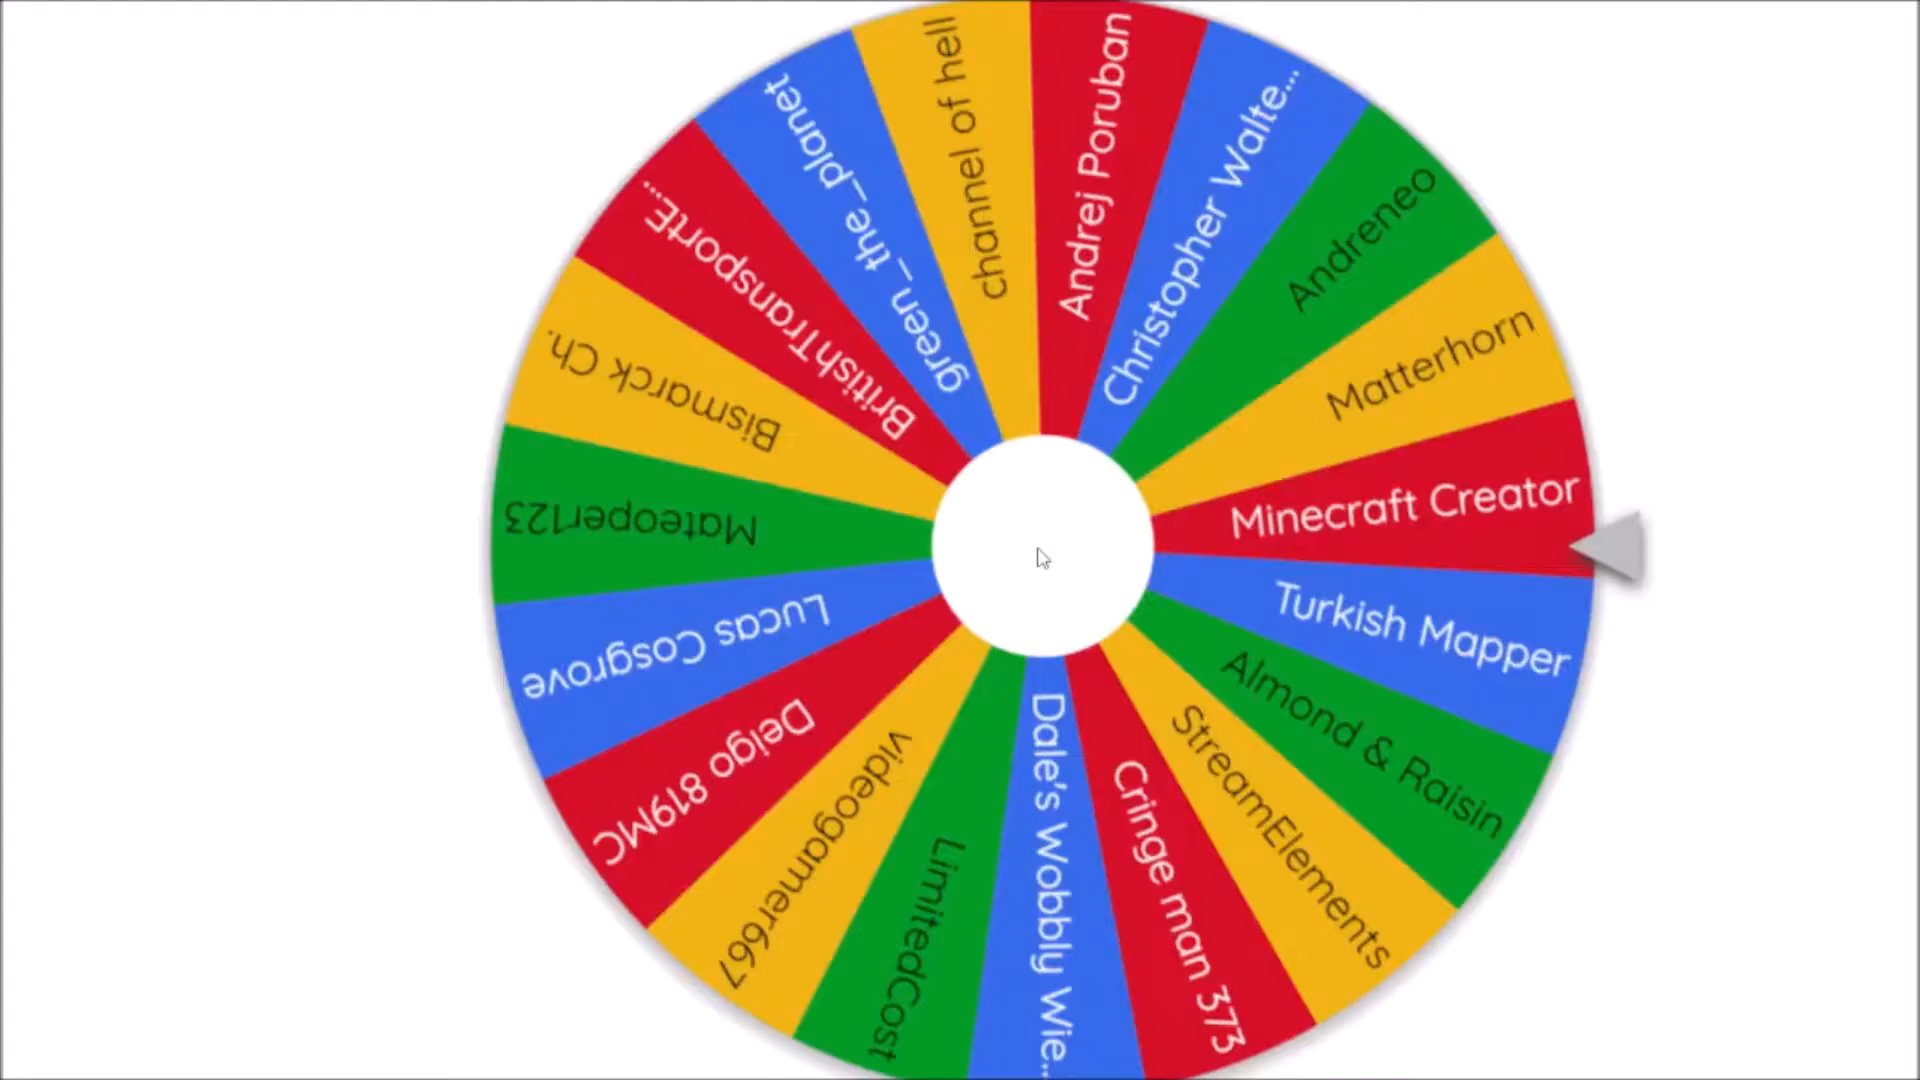 channel of hell
Andrej Poruban
Christopher Walte...
Andreneo
Matterhorn
Minecraft Creator
Turkish Mapper
Almond & Raisin
StreamElements
Cringe man 373
Dale's Wobbly Wie...
LimitedCost
videogamer667
Deigo 819MC
Lucas Cosgrove
Mateoper123
Bismarck Ch.
BritishTransportE...
green_the_planet